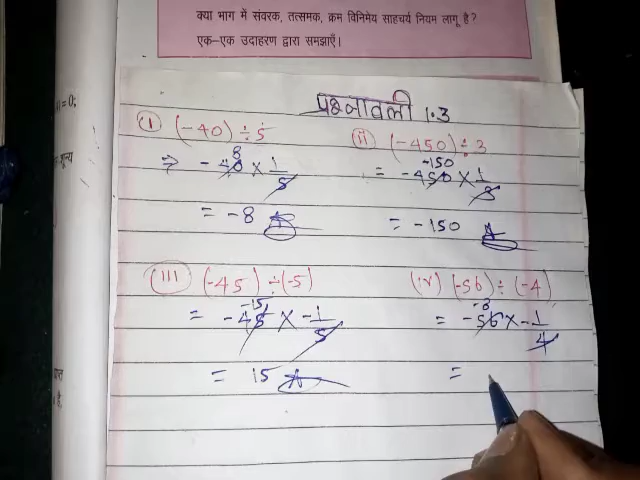 क्या भाग में संवरक, तत्समक, क्रम विनिमेय साहचर्य नियम लागू है?
एक–एक उदाहरण द्वारा समझाएँ।
= 0;
शून्य
प्रश्नावली 1.3
(i) (-40) ÷ 5
(ii) (-450) ÷ 3
8
⇒ -40 × 1/5
-150
= -450 × 1/3
= -8 A
= -150 A
(iii) (-45) ÷ (-5)
(iv) (-56) ÷ (-4)
-15
= -45 × -1/5
-8
= -56 × -1/4
= 15 A
=
है,